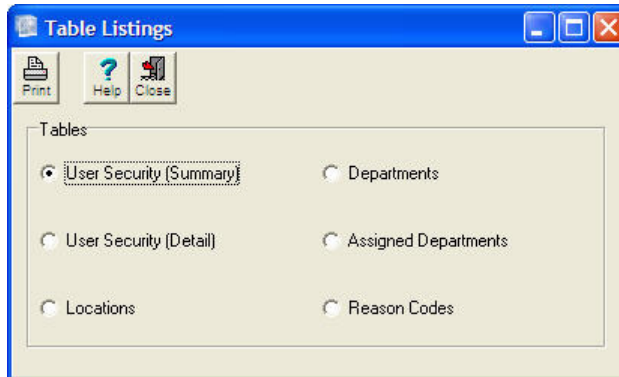 Table Listings
Print Help Close
Tables
User Security (Summary) Departments
User Security (Detail) Assigned Departments
Locations Reason Codes